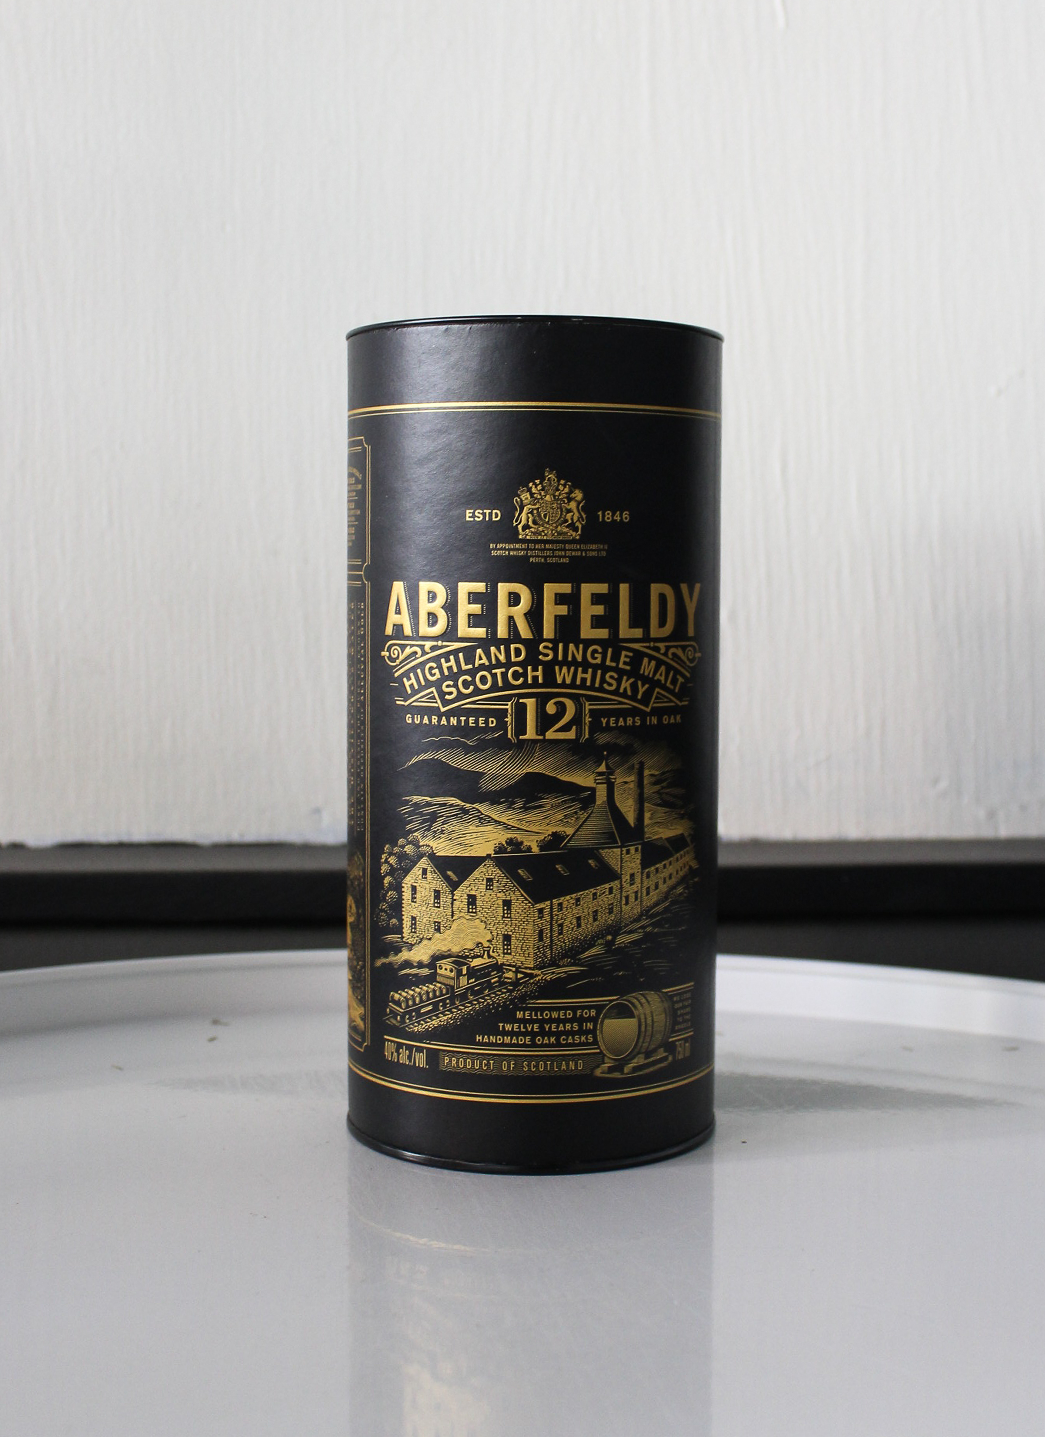 ESTD 1846
BY APPOINTMENT TO HER MAJESTY QUEEN ELIZABETH II
SCOTCH WHISKY DISTILLERS JOHN DEWAR & SONS LTD
PERTH, SCOTLAND
ABERFELDY
HIGHLAND SINGLE MALT
SCOTCH WHISKY
GUARANTEED 12 YEARS IN OAK
MELLOWED FOR
TWELVE YEARS IN
HANDMADE OAK CASKS
40% alc./vol.
PRODUCT OF SCOTLAND
750 ml